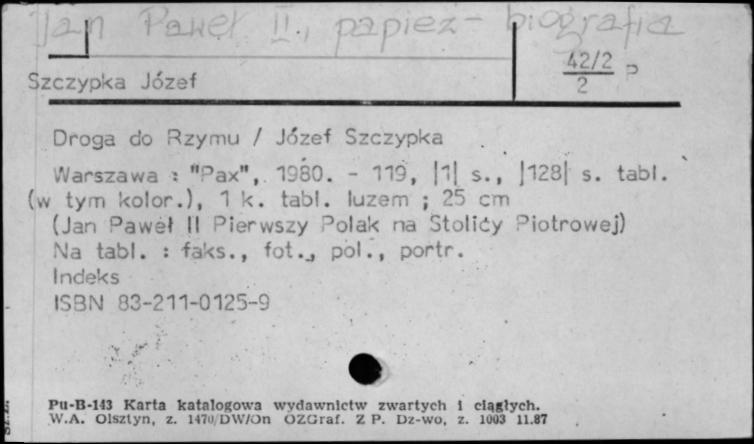 Jan Paweł II, papież - biografia
42/2 P
2
Szczypka Józef
Droga do Rzymu / Józef Szczypka
Warszawa : "Pax", 1980. - 119, |1| s., |128| s. tabl.
(w tym kolor.), 1 k. tabl. luzem ; 25 cm
(Jan Paweł II Pierwszy Polak na Stolicy Piotrowej)
Na tabl. : faks., fot., pol., portr.
Indeks
ISBN 83-211-0125-9
Pu-B-143 Karta katalogowa wydawnictw zwartych i ciągłych.
W.A. Olsztyn, z. 1470/DW/On OZGraf. Z P. Dz-wo, z. 1003 11.87